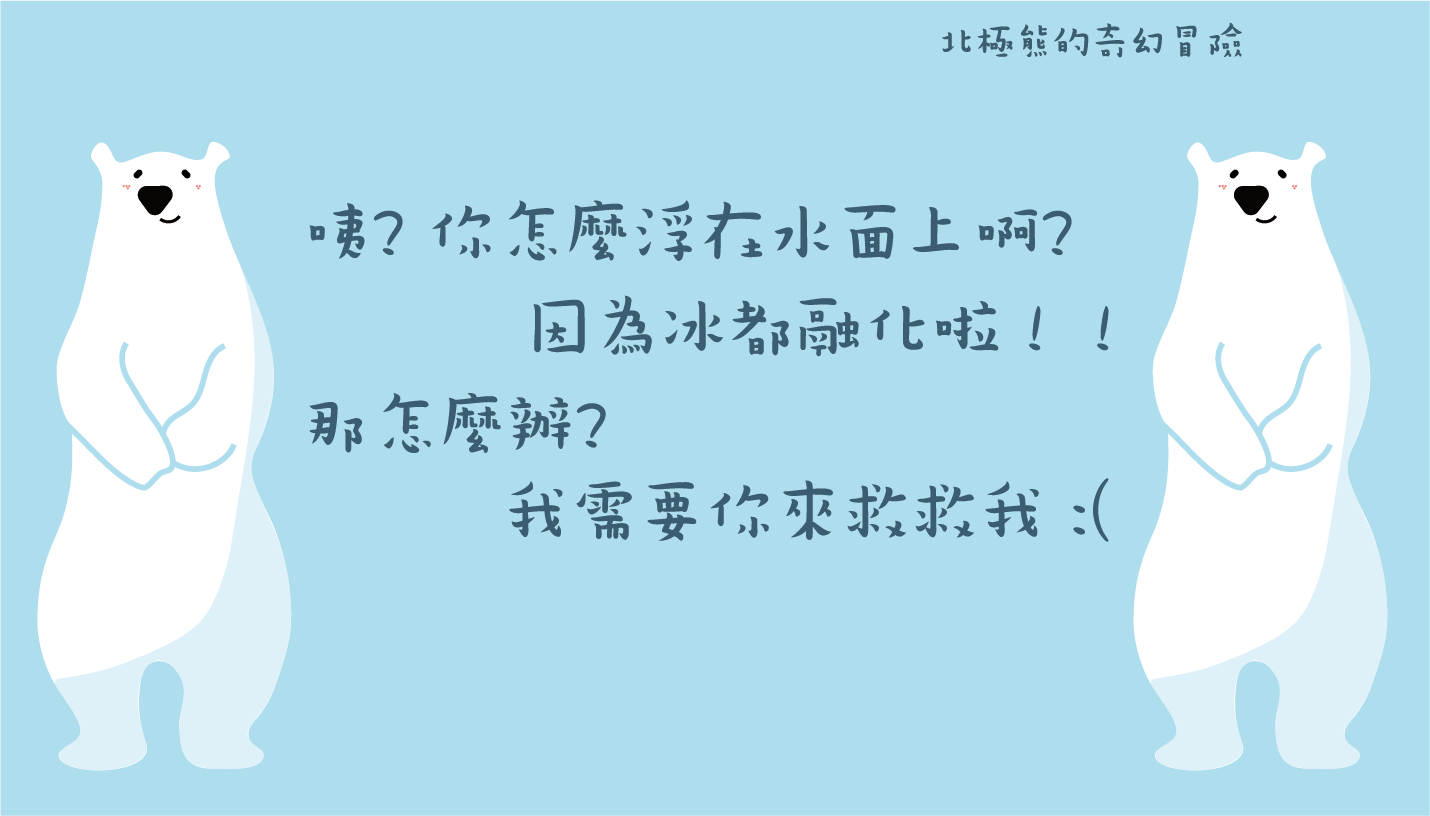 北極熊的奇幻冒險
咦?你怎麼浮在水面上啊?
因為冰都融化啦！！
那怎麼辦?
我需要你來救救我 :(